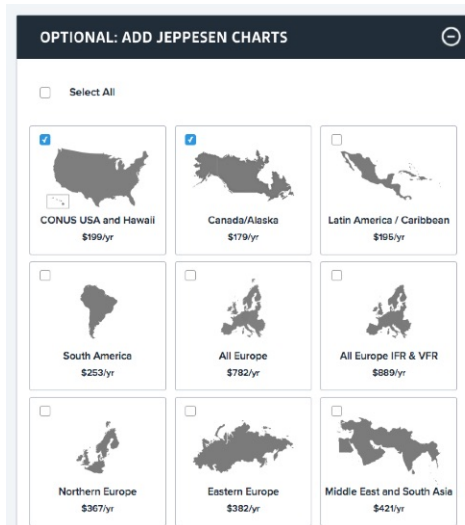 OPTIONAL: ADD JEPPESEN CHARTS
Select All
CONUS USA and Hawaii
$199/yr
Canada/Alaska
$179/yr
Latin America / Caribbean
$195/yr
South America
$253/yr
All Europe
$782/yr
All Europe IFR & VFR
$889/yr
Northern Europe
$367/yr
Eastern Europe
$382/yr
Middle East and South Asia
$421/yr